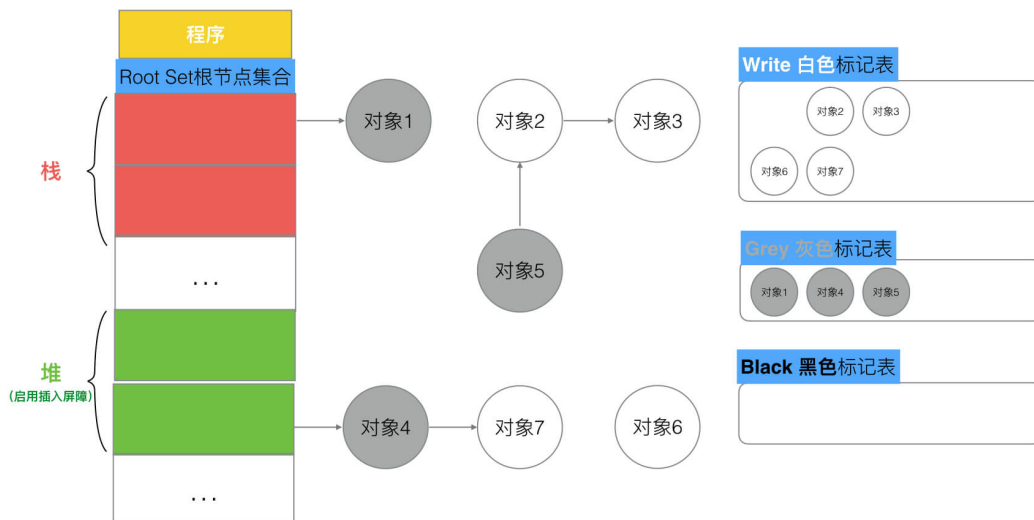 程序
Root Set根节点集合
栈
...
堆
(启用插入屏障)
...
对象1
对象2
对象3
对象5
对象4
对象7
对象6
Write 白色标记表
对象2
对象3
对象6
对象7
Grey 灰色标记表
对象1
对象4
对象5
Black 黑色标记表